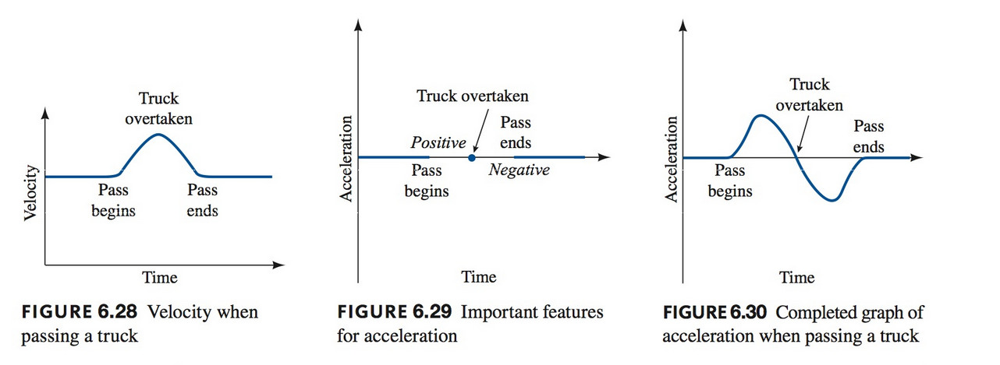 Truck
overtaken
Velocity
Pass
begins
Pass
ends
Time
FIGURE 6.28 Velocity when
passing a truck
Truck overtaken
Acceleration
Positive
Pass
ends
Pass
begins
Negative
Time
FIGURE 6.29 Important features
for acceleration
Truck
overtaken
Acceleration
Pass
ends
Pass
begins
Time
FIGURE 6.30 Completed graph of
acceleration when passing a truck